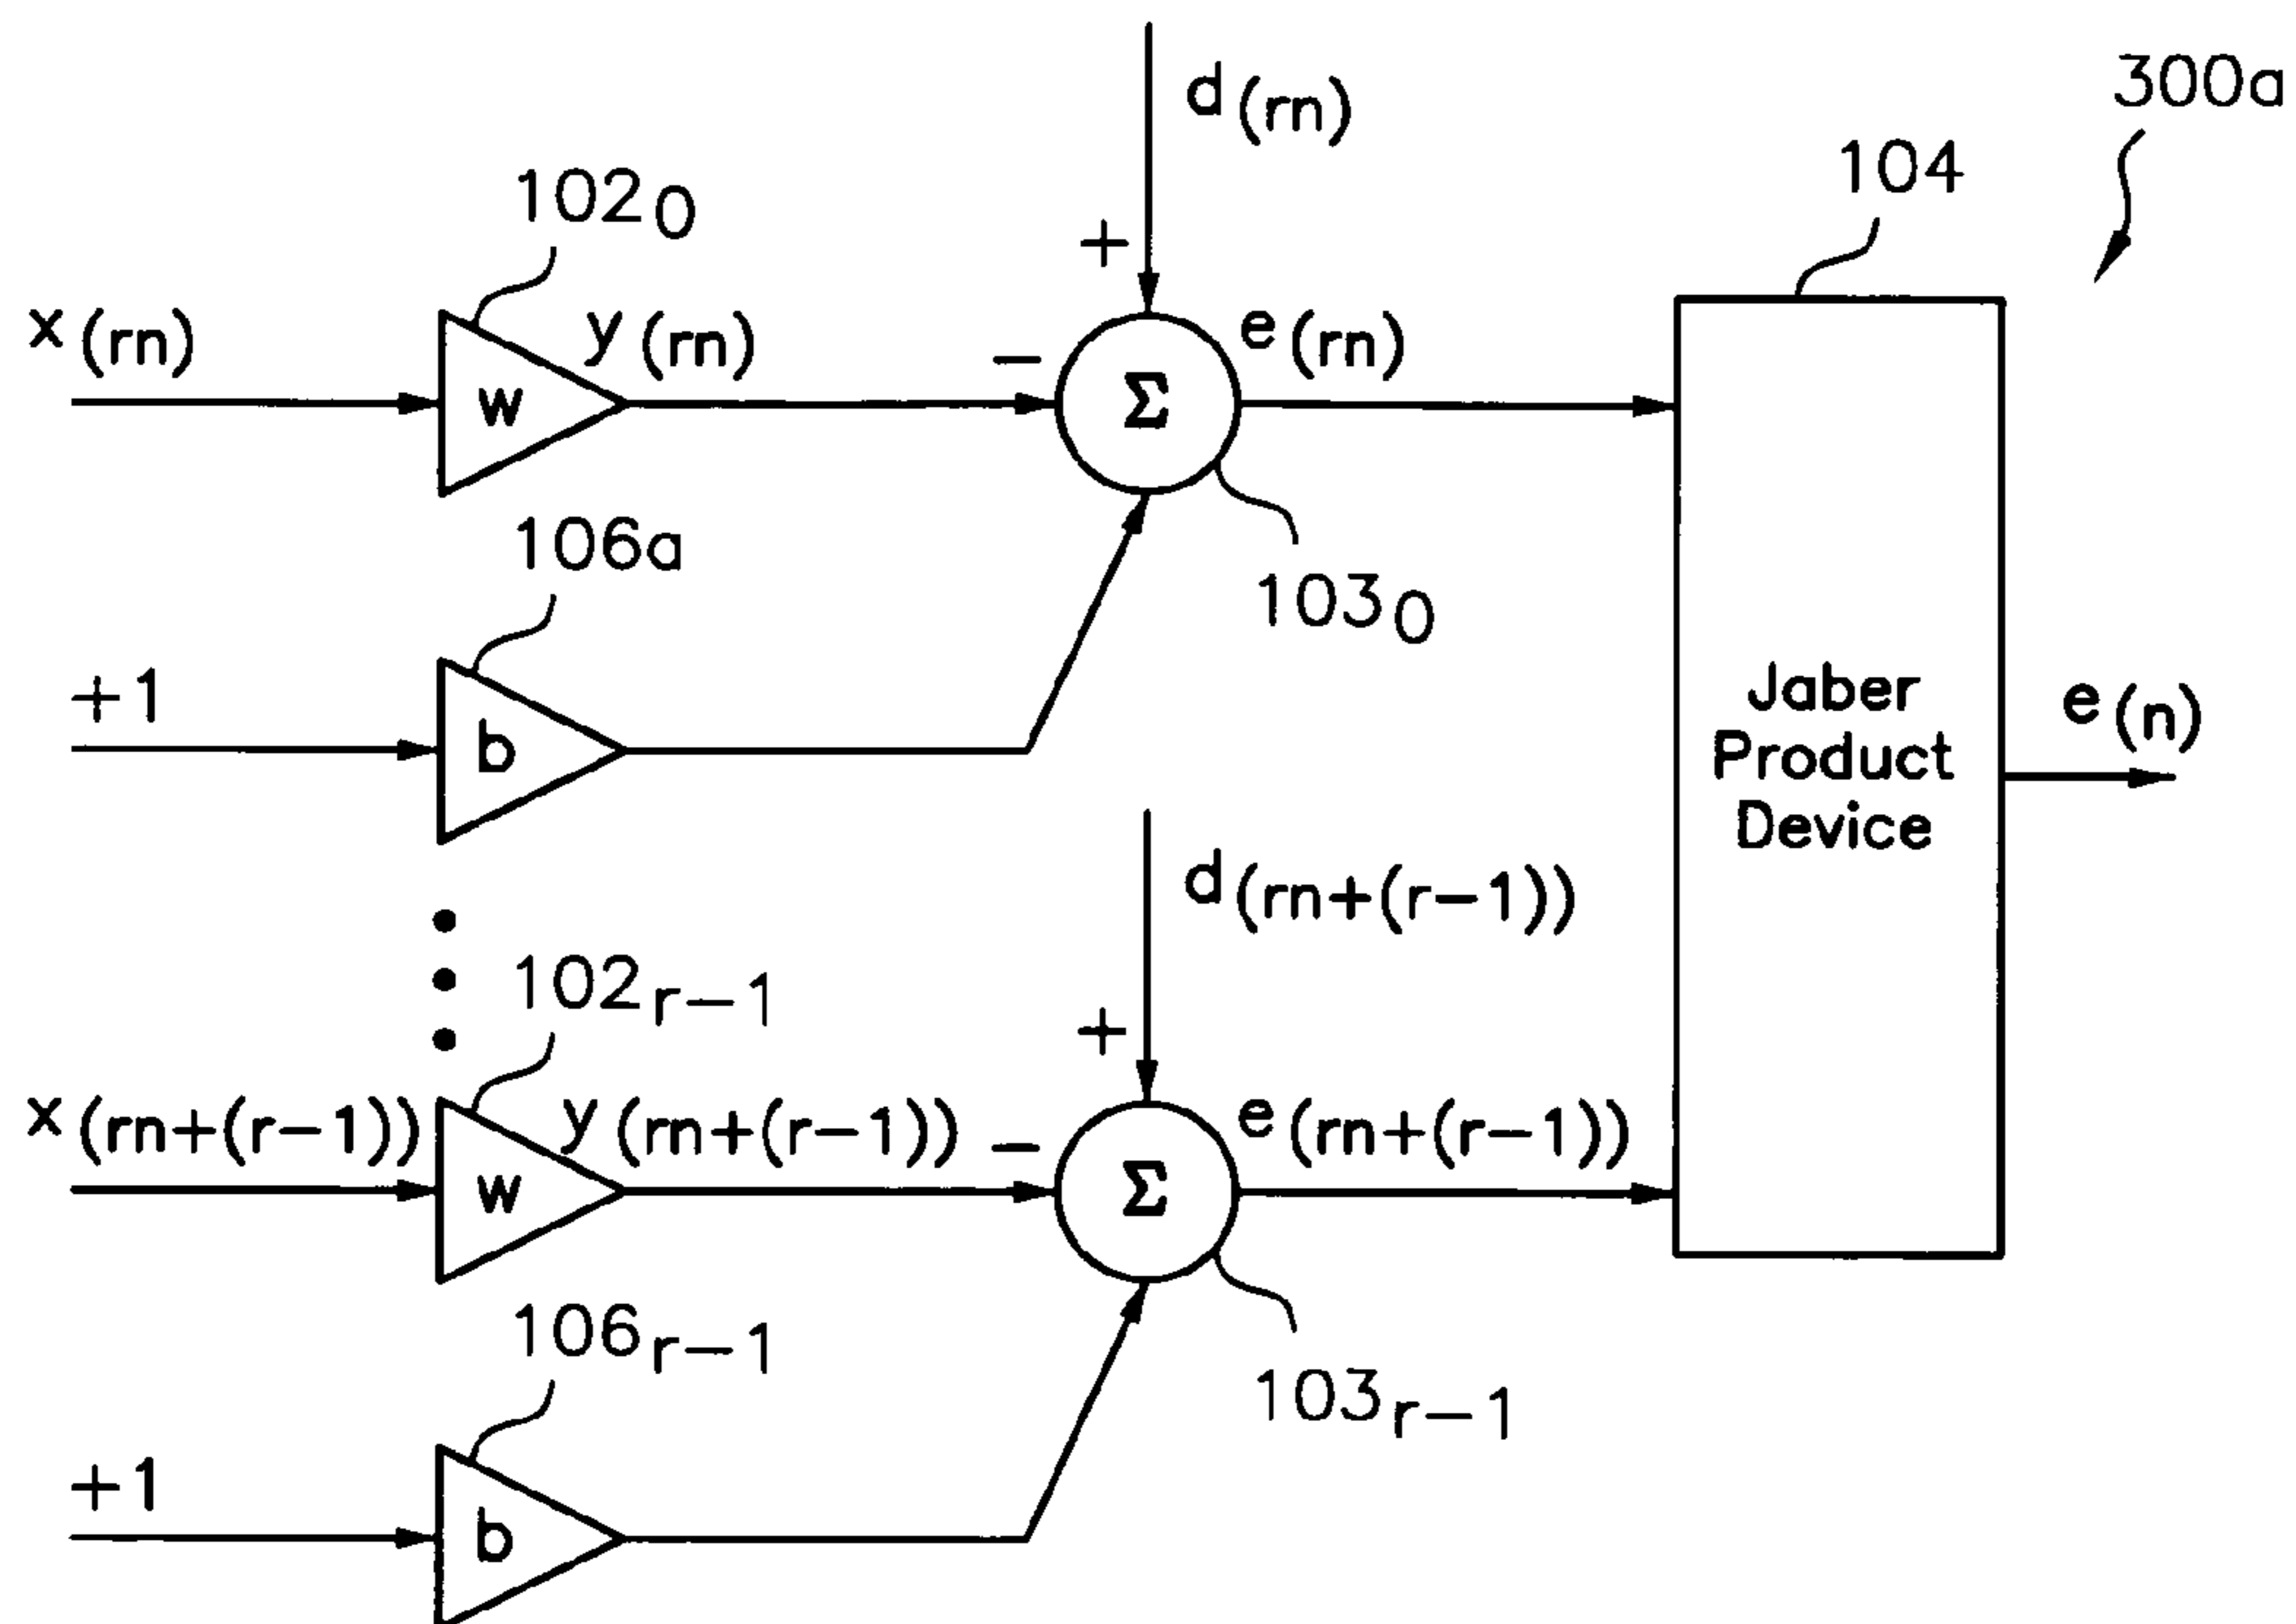 300a
d(rn)
104
102₀
+
x(rn)
y(rn)
−
e(rn)
w
Σ
106a
103₀
+1
b
Jaber
Product
Device
e(n)
d(rn+(r−1))
102r−1
+
x(rn+(r−1))
y(rn+(r−1))
−
e(rn+(r−1))
w
Σ
106r−1
103r−1
+1
b